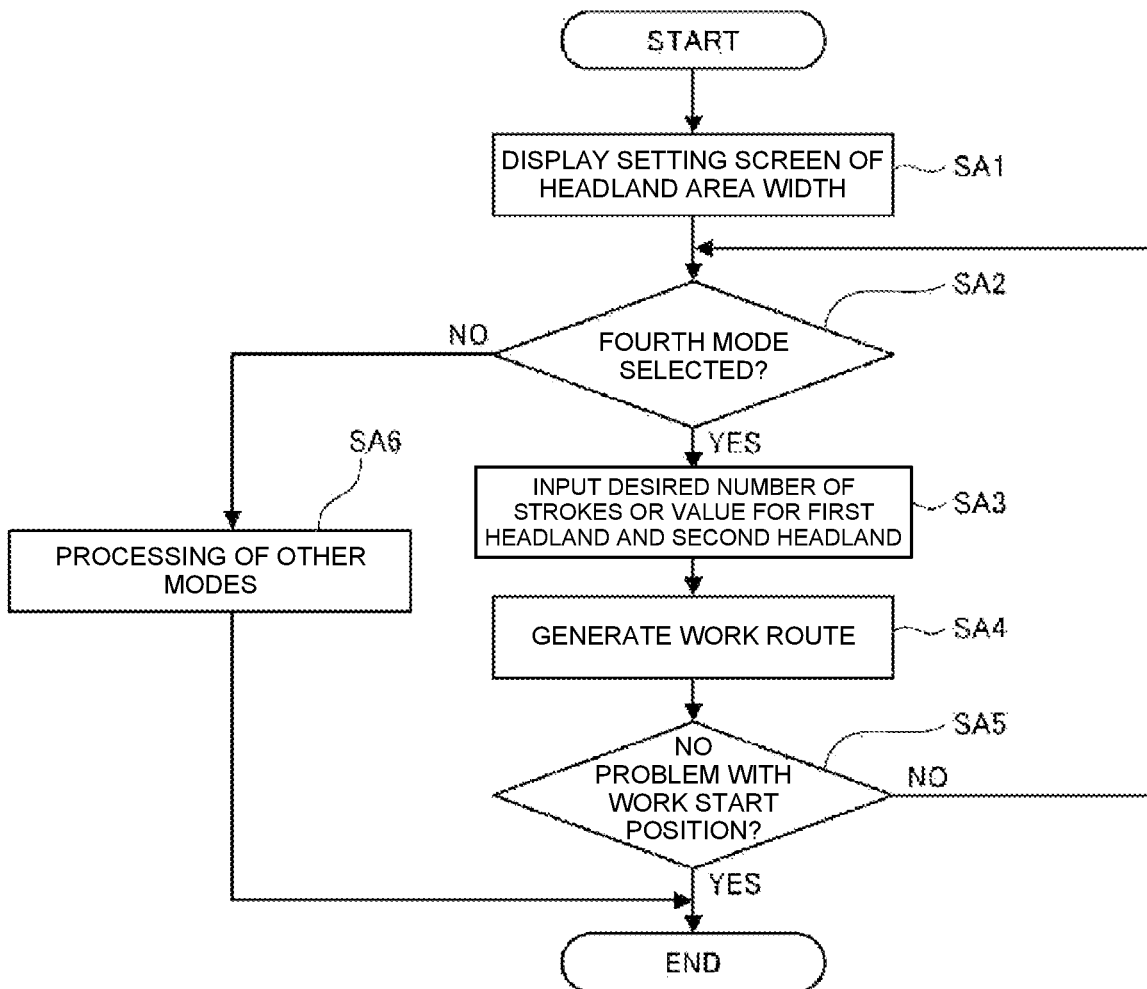 START
DISPLAY SETTING SCREEN OF
HEADLAND AREA WIDTH
SA1
SA2
NO
FOURTH MODE
SELECTED?
YES
SA6
INPUT DESIRED NUMBER OF
STROKES OR VALUE FOR FIRST
HEADLAND AND SECOND HEADLAND
SA3
PROCESSING OF OTHER
MODES
GENERATE WORK ROUTE
SA4
SA5
NO
PROBLEM WITH
WORK START
POSITION?
NO
YES
END